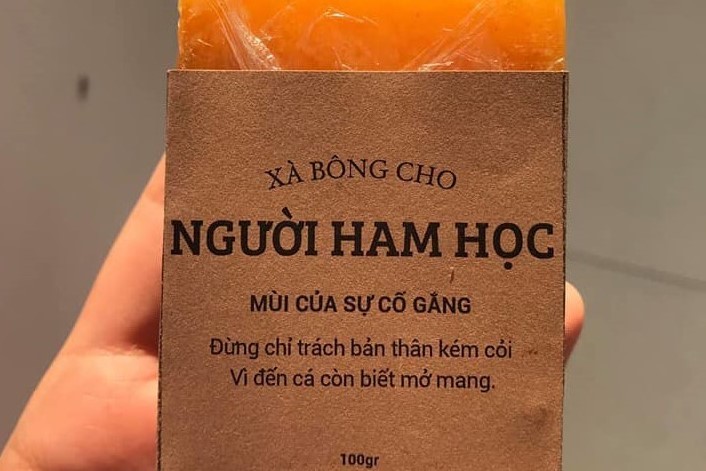 XÀ BÔNG CHO
NGƯỜI HAM HỌC
MÙI CỦA SỰ CỐ GẮNG
Đừng chỉ trách bản thân kém cỏi
Vì đến cá còn biết mở mang.
100gr